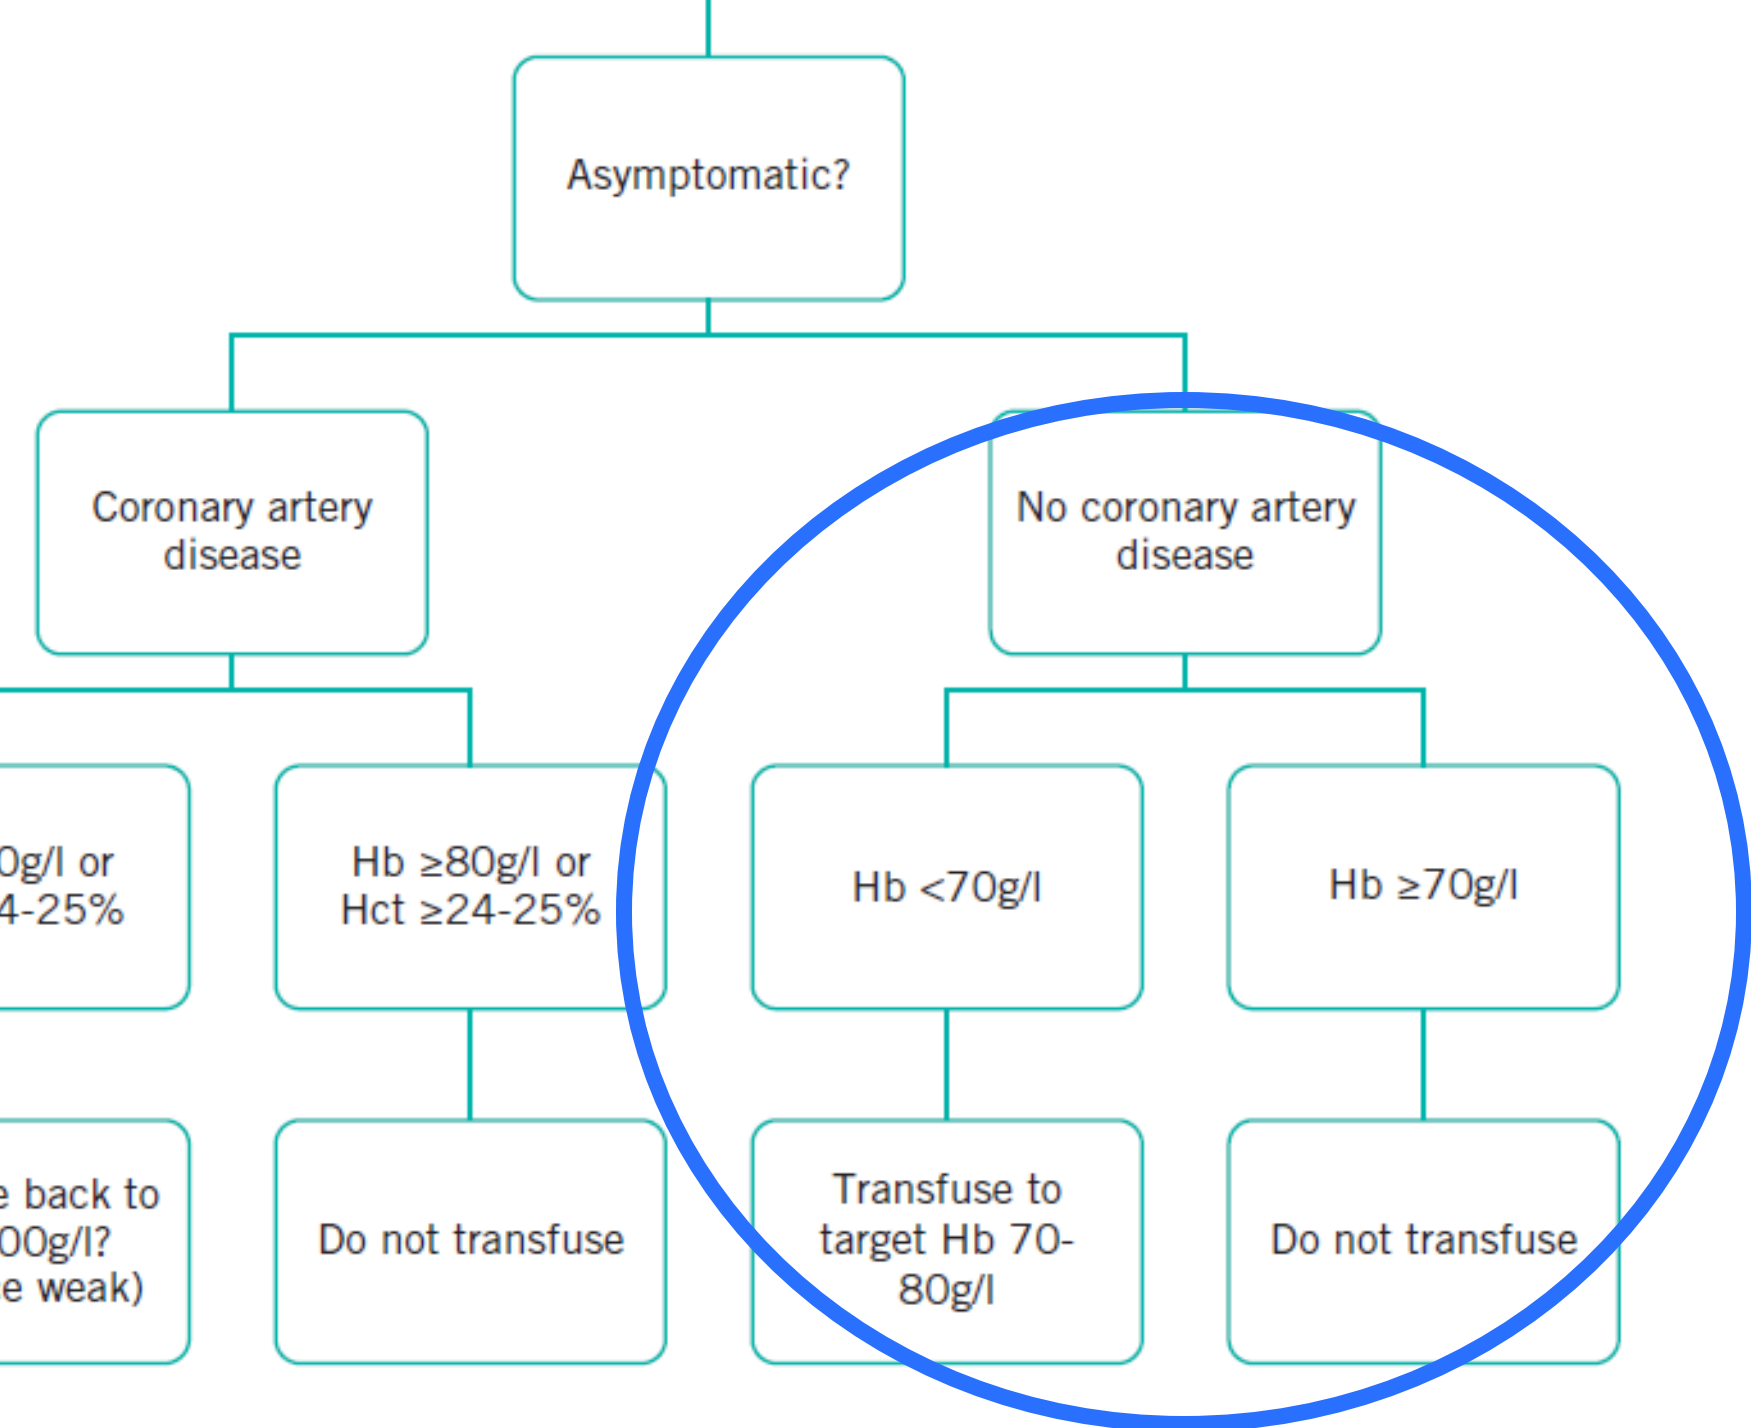 Asymptomatic?
Coronary artery
disease
No coronary artery
disease
0g/l or
4-25%
Hb ≥80g/l or
Hct ≥24-25%
Hb <70g/l
Hb ≥70g/l
e back to
00g/l?
e weak)
Do not transfuse
Transfuse to
target Hb 70-
80g/l
Do not transfuse